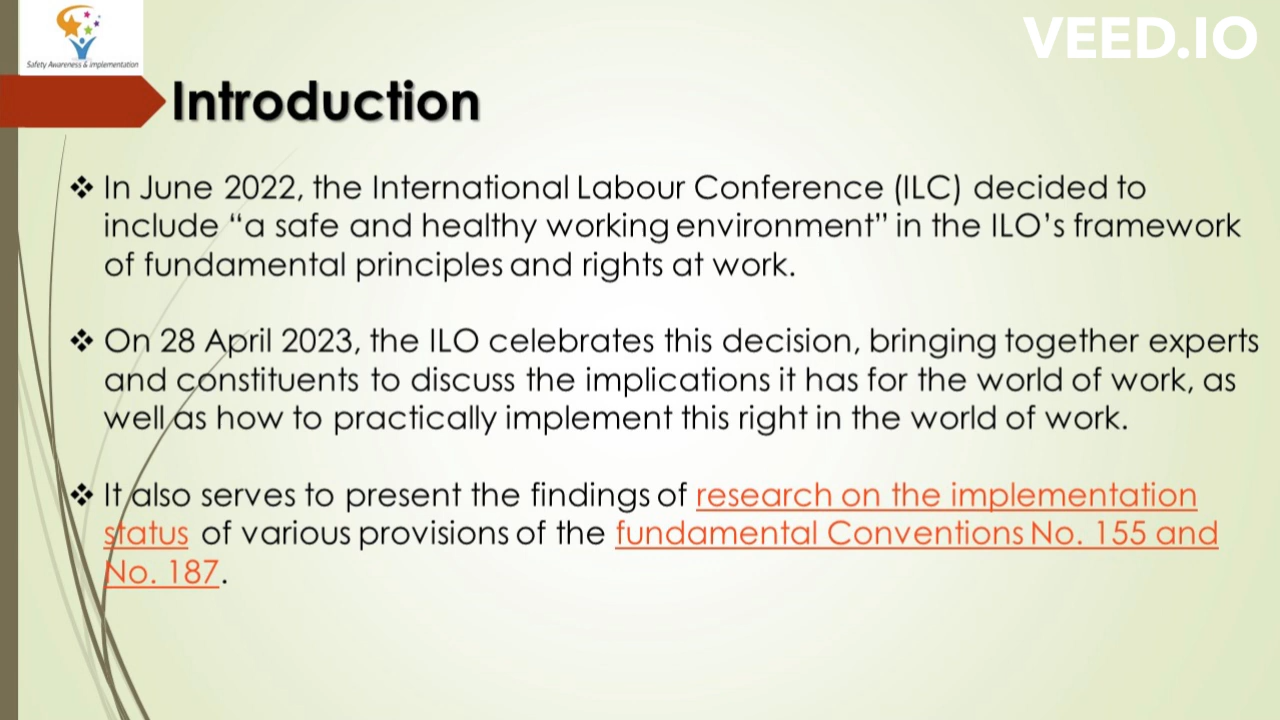 Safety Awareness & implementation
VEED.IO
Introduction
❖ In June 2022, the International Labour Conference (ILC) decided to
include “a safe and healthy working environment” in the ILO’s framework
of fundamental principles and rights at work.
❖ On 28 April 2023, the ILO celebrates this decision, bringing together experts
and constituents to discuss the implications it has for the world of work, as
well as how to practically implement this right in the world of work.
❖ It also serves to present the findings of research on the implementation
status of various provisions of the fundamental Conventions No. 155 and
No. 187.